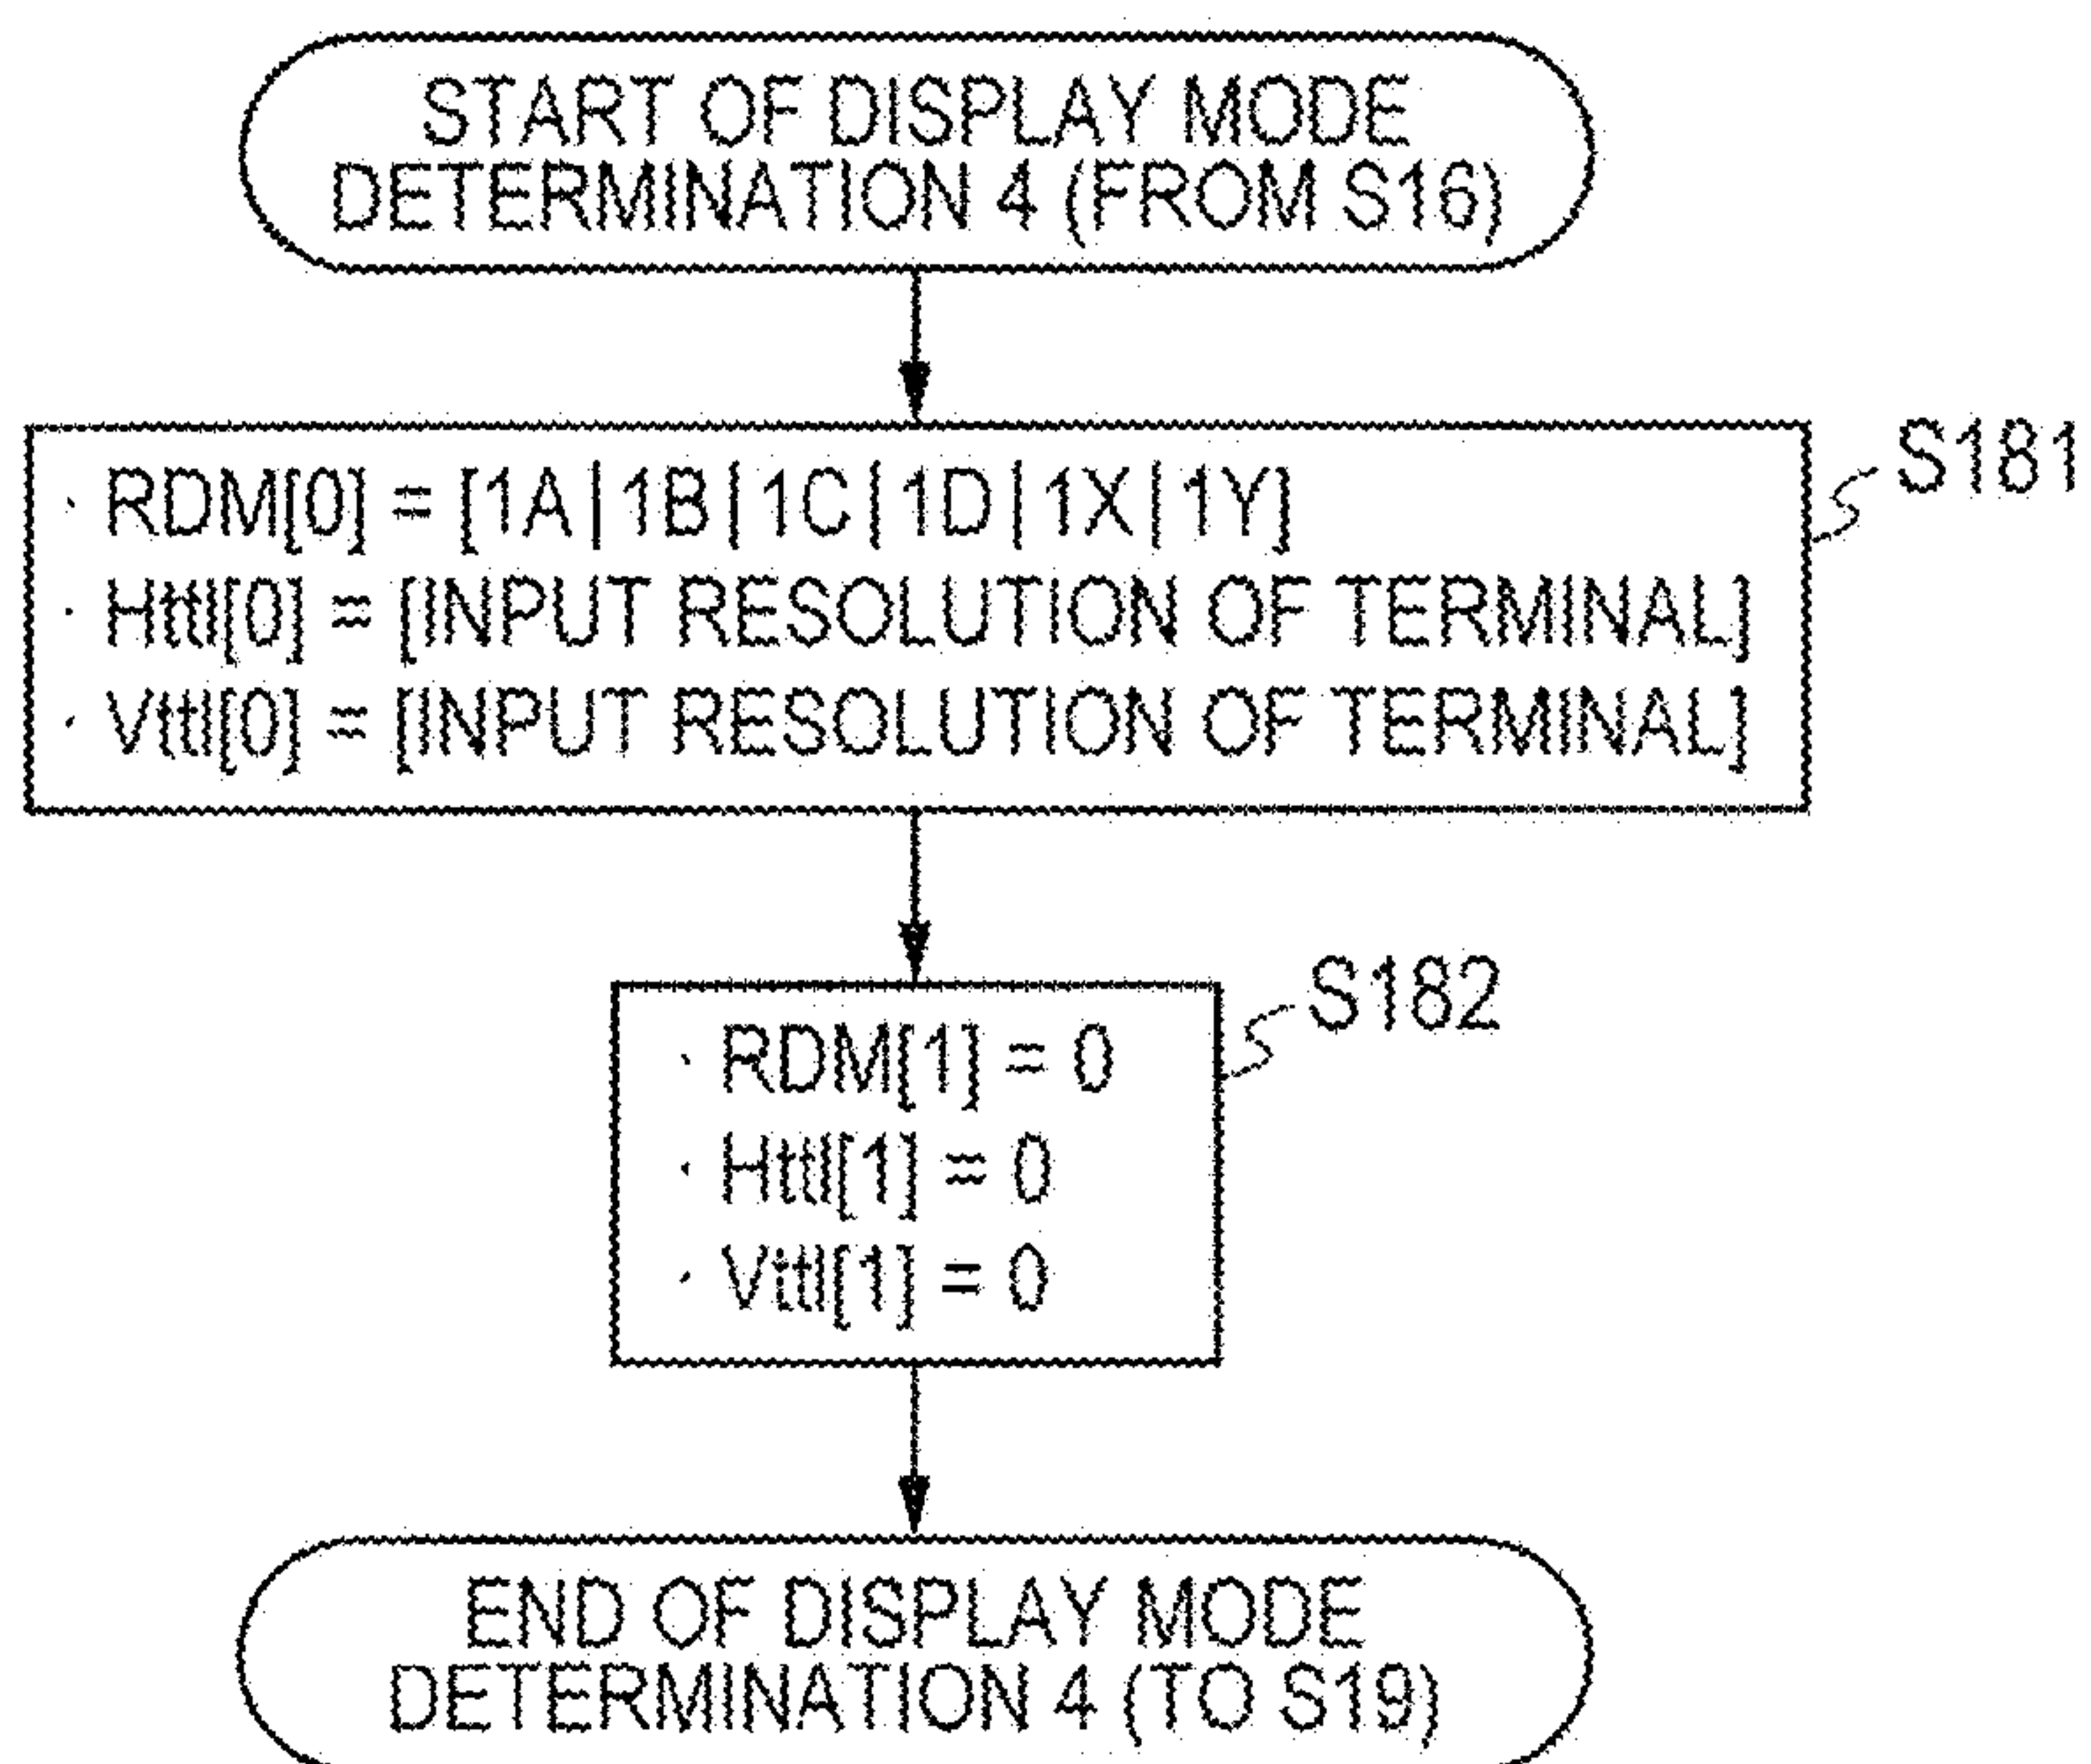 START OF DISPLAY MODE
DETERMINATION 4 (FROM S16)
S181
· RDM[0] = [1A|1B|1C|1D|1X|1Y]
· Httl[0] = [INPUT RESOLUTION OF TERMINAL]
· Vttl[0] = [INPUT RESOLUTION OF TERMINAL]
S182
· RDM[1] = 0
· Httl[1] = 0
· Vttl[1] = 0
END OF DISPLAY MODE
DETERMINATION 4 (TO S19)